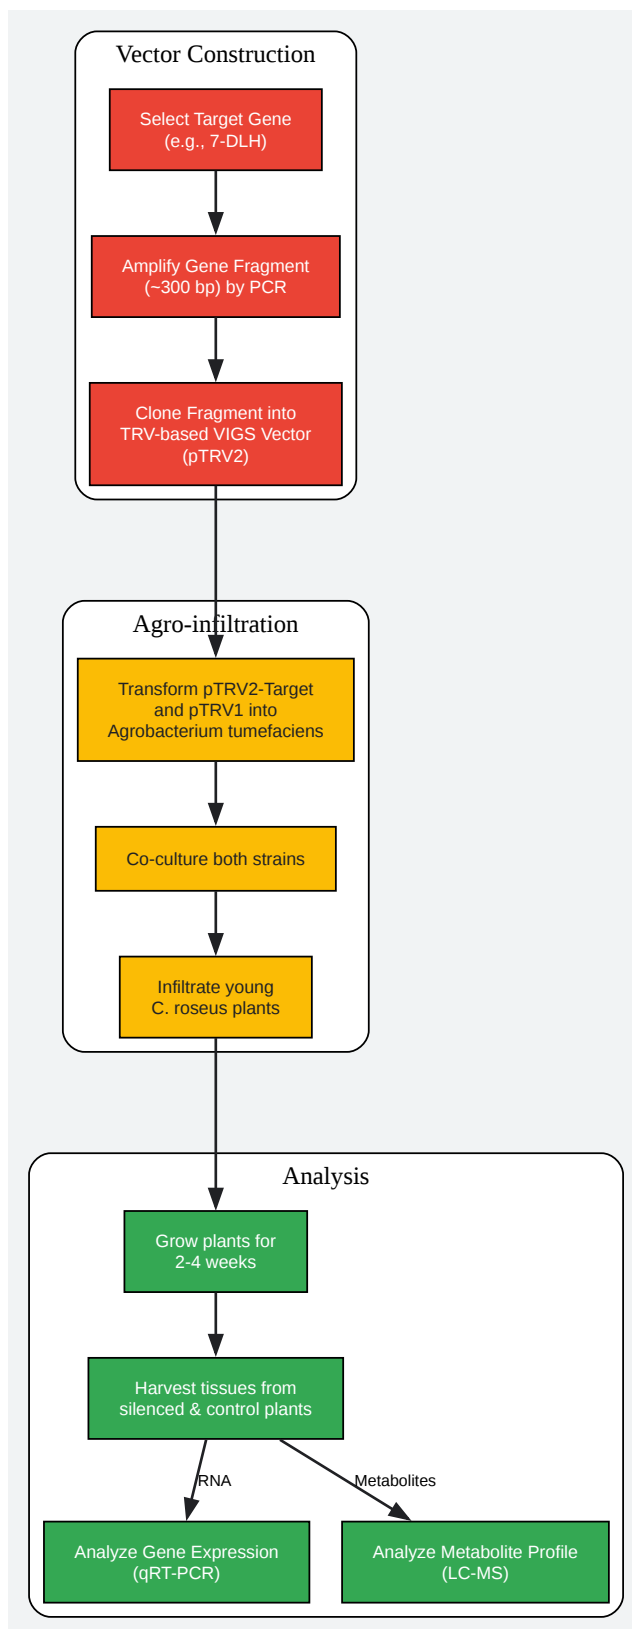 Vector Construction
Select Target Gene
(e.g., 7-DLH)
Amplify Gene Fragment
(~300 bp) by PCR
Clone Fragment into
TRV-based VIGS Vector
(pTRV2)
Agro-infiltration
Transform pTRV2-Target
and pTRV1 into
Agrobacterium tumefaciens
Co-culture both strains
Infiltrate young
C. roseus plants
Analysis
Grow plants for
2-4 weeks
Harvest tissues from
silenced & control plants
RNA
Metabolites
Analyze Gene Expression
(qRT-PCR)
Analyze Metabolite Profile
(LC-MS)